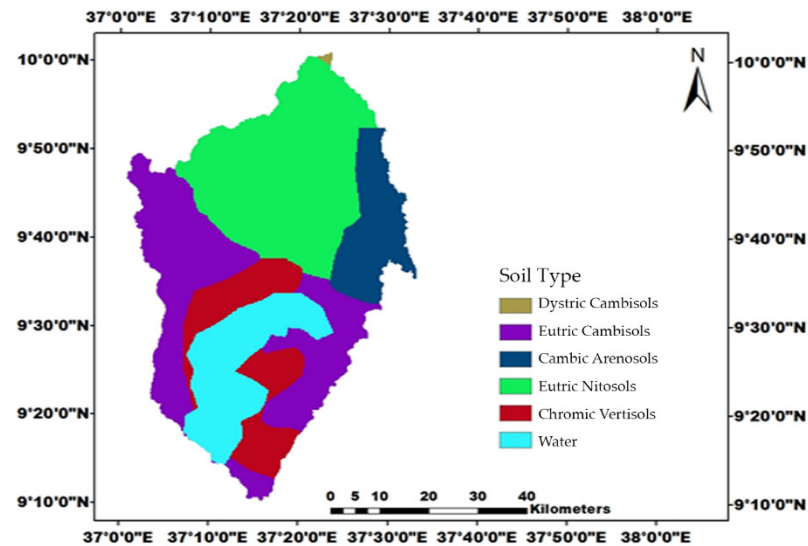 37°0'0"E 37°10'0"E 37°20'0"E 37°30'0"E 37°40'0"E 37°50'0"E 38°0'0"E
10°0'0"N 10°0'0"N
N
9°50'0"N 9°50'0"N
9°40'0"N 9°40'0"N
Soil Type
Dystric Cambisols
9°30'0"N Eutric Cambisols 9°30'0"N
Cambic Arenosols
Eutric Nitosols
9°20'0"N Chromic Vertisols 9°20'0"N
Water
9°10'0"N 0 5 10 20 30 40 9°10'0"N
Kilometers
37°0'0"E 37°10'0"E 37°20'0"E 37°30'0"E 37°40'0"E 37°50'0"E 38°0'0"E